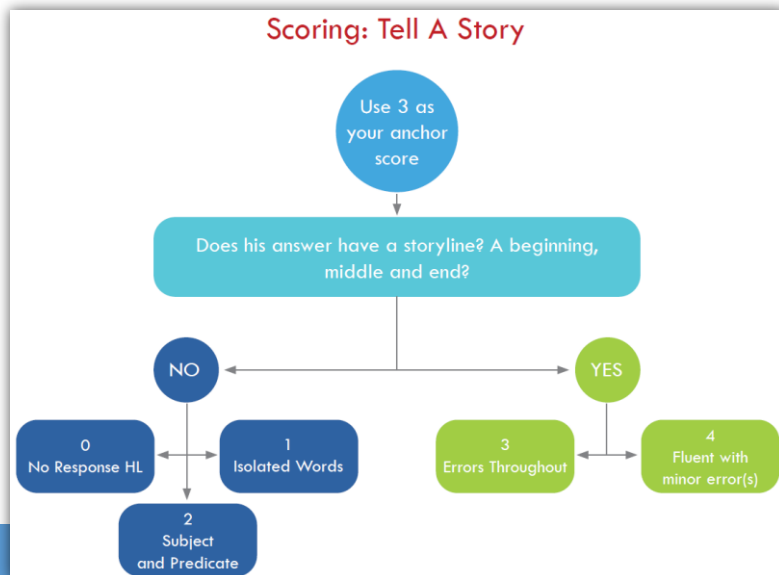 Scoring: Tell A Story
Use 3 as
your anchor
score
Does his answer have a storyline? A beginning,
middle and end?
NO
YES
0
No Response HL
1
Isolated Words
2
Subject
and Predicate
3
Errors Throughout
4
Fluent with
minor error(s)